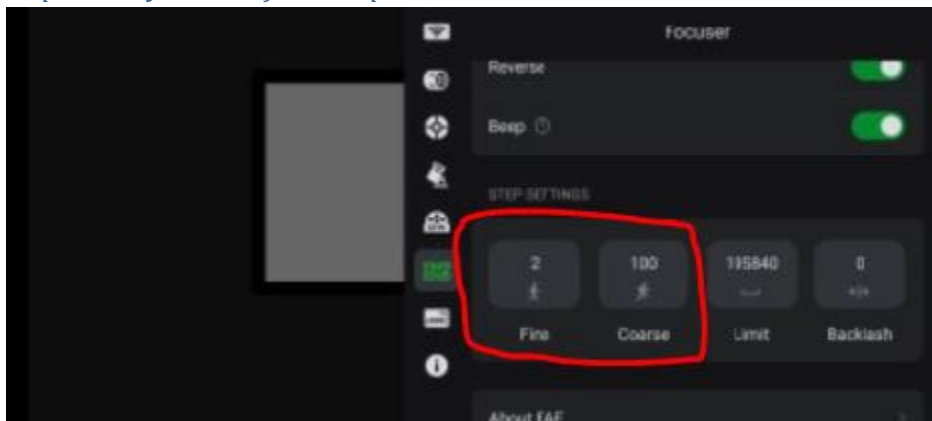 Focuser
Reverse
Beep
STEP SETTINGS
2 100 195840 0
Fine Coarse Limit Backlash
About EAF